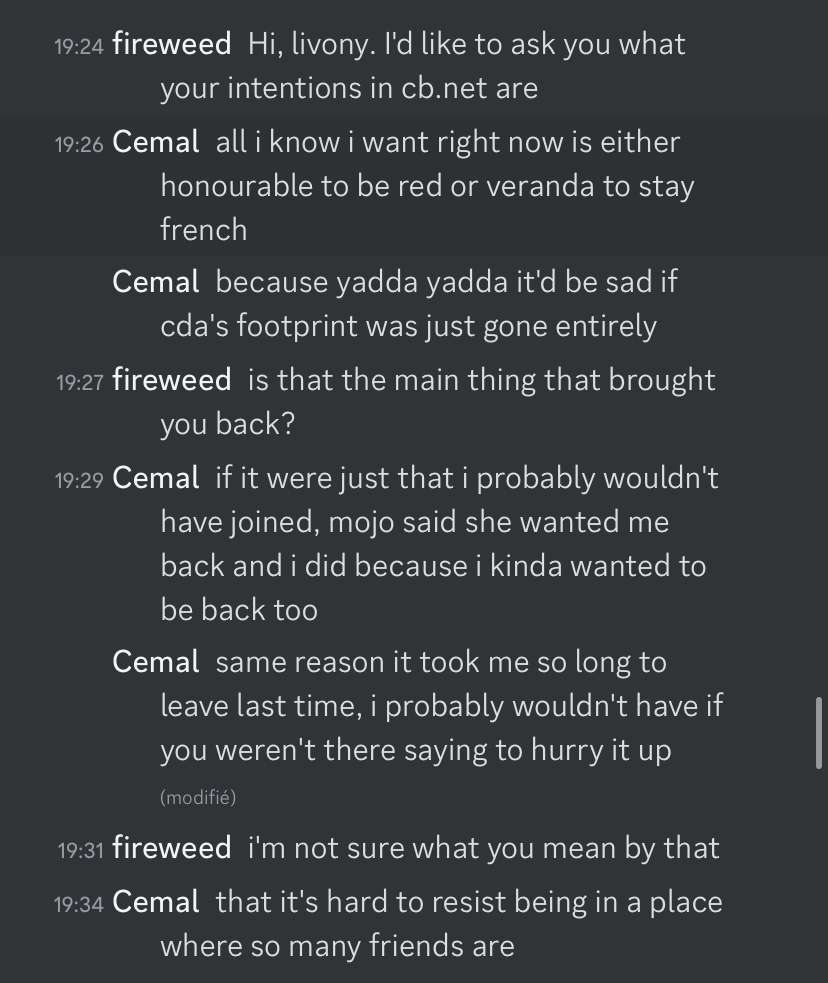 19:24 fireweed Hi, livony. I'd like to ask you what
your intentions in cb.net are
19:26 Cemal all i know i want right now is either
honourable to be red or veranda to stay
french
Cemal because yadda yadda it'd be sad if
cda's footprint was just gone entirely
19:27 fireweed is that the main thing that brought
you back?
19:29 Cemal if it were just that i probably wouldn't
have joined, mojo said she wanted me
back and i did because i kinda wanted to
be back too
Cemal same reason it took me so long to
leave last time, i probably wouldn't have if
you weren't there saying to hurry it up
(modifié)
19:31 fireweed i'm not sure what you mean by that
19:34 Cemal that it's hard to resist being in a place
where so many friends are